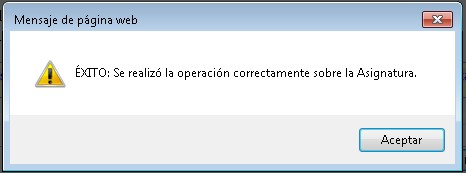 Mensaje de página web
ÉXITO: Se realizó la operación correctamente sobre la Asignatura.
Aceptar